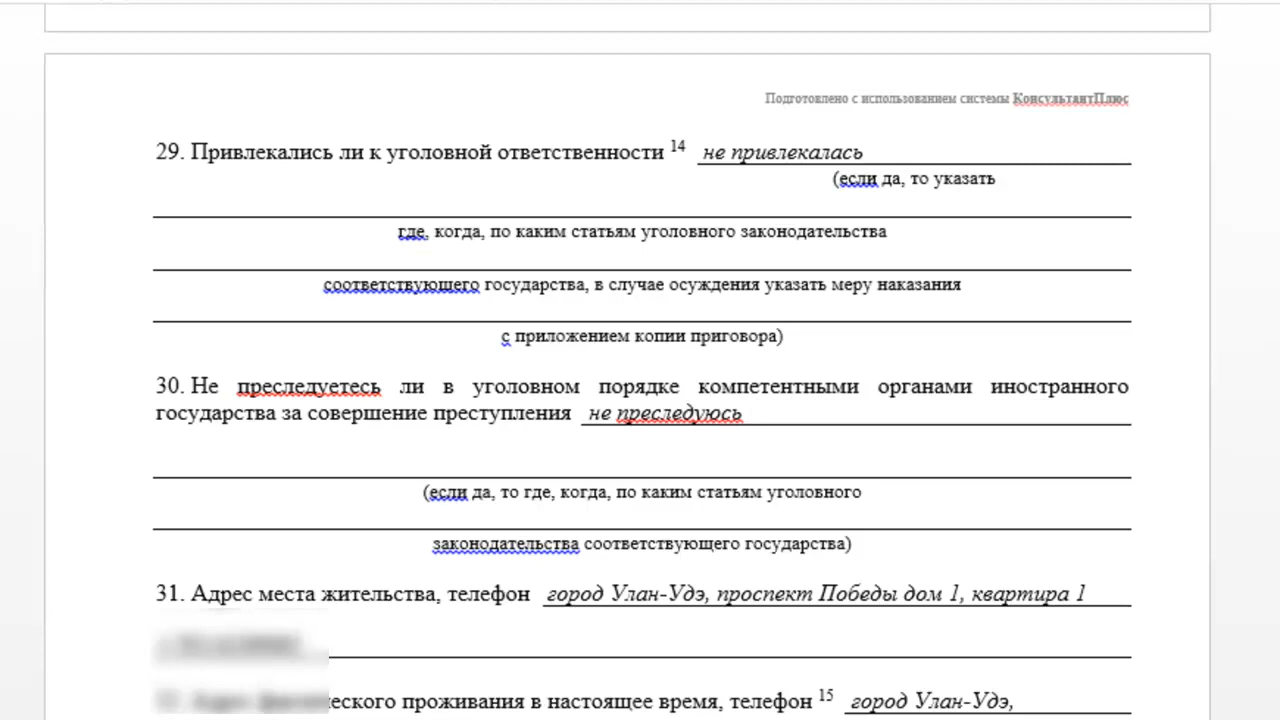 Подготовлено с использованием системы КонсультантПлюс
29. Привлекались ли к уголовной ответственности 14 не привлекалась
(если да, то указать
где, когда, по каким статьям уголовного законодательства
соответствующего государства, в случае осуждения указать меру наказания
с приложением копии приговора)
30. Не преследуетесь ли в уголовном порядке компетентными органами иностранного
государства за совершение преступления не преследуюсь
(если да, то где, когда, по каким статьям уголовного
законодательства соответствующего государства)
31. Адрес места жительства, телефон город Улан-Удэ, проспект Победы дом 1, квартира 1
проживания в настоящее время, телефон 15 город Улан-Удэ,